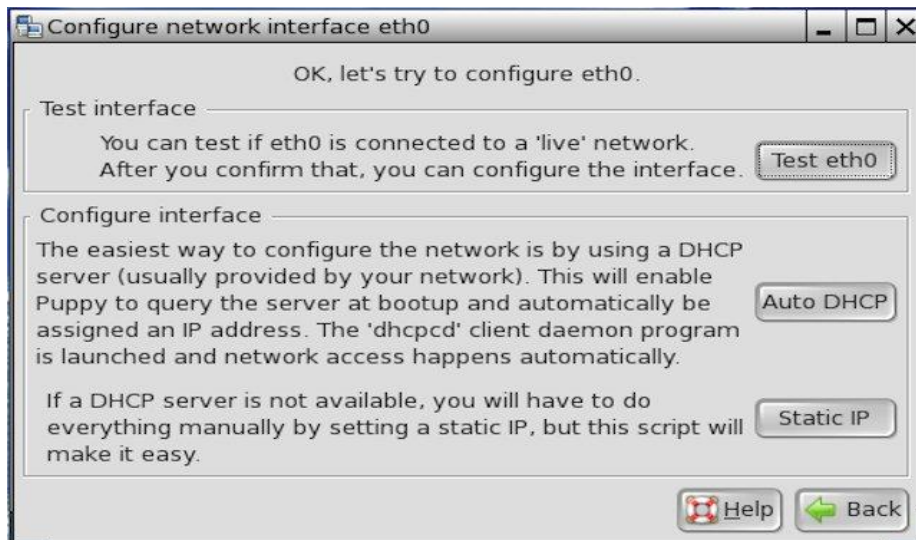 Configure network interface eth0
OK, let's try to configure eth0.
Test interface
You can test if eth0 is connected to a 'live' network.
After you confirm that, you can configure the interface.
Test eth0
Configure interface
The easiest way to configure the network is by using a DHCP
server (usually provided by your network). This will enable
Puppy to query the server at bootup and automatically be
assigned an IP address. The 'dhcpcd' client daemon program
is launched and network access happens automatically.
Auto DHCP
If a DHCP server is not available, you will have to do
everything manually by setting a static IP, but this script will
make it easy.
Static IP
Help
Back